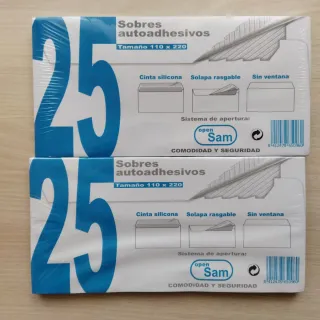 25
Sobres
autoadhesivos
Tamaño 110 x 220
Cinta silicona
Solapa rasgable
Sin ventana
Sistema de apertura:
open
Sam
COMODIDAD Y SEGURIDAD
25
Sobres
autoadhesivos
Tamaño 110 x 220
Cinta silicona
Solapa rasgable
Sin ventana
Sistema de apertura:
open
Sam
COMODIDAD Y SEGURIDAD